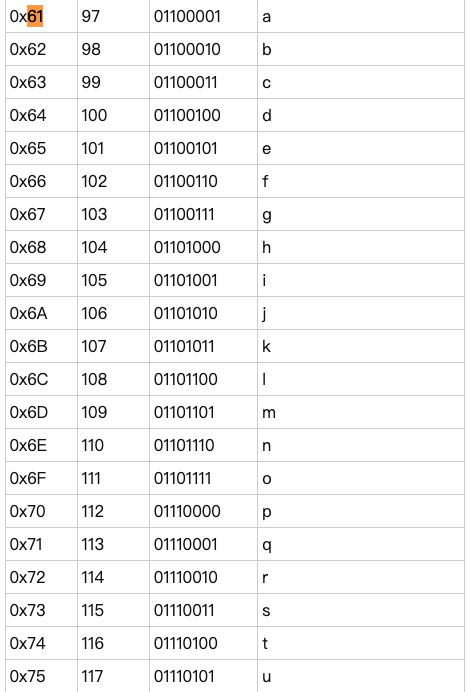 0x61 97 01100001 a
0x62 98 01100010 b
0x63 99 01100011 c
0x64 100 01100100 d
0x65 101 01100101 e
0x66 102 01100110 f
0x67 103 01100111 g
0x68 104 01101000 h
0x69 105 01101001 i
0x6A 106 01101010 j
0x6B 107 01101011 k
0x6C 108 01101100 l
0x6D 109 01101101 m
0x6E 110 01101110 n
0x6F 111 01101111 o
0x70 112 01110000 p
0x71 113 01110001 q
0x72 114 01110010 r
0x73 115 01110011 s
0x74 116 01110100 t
0x75 117 01110101 u